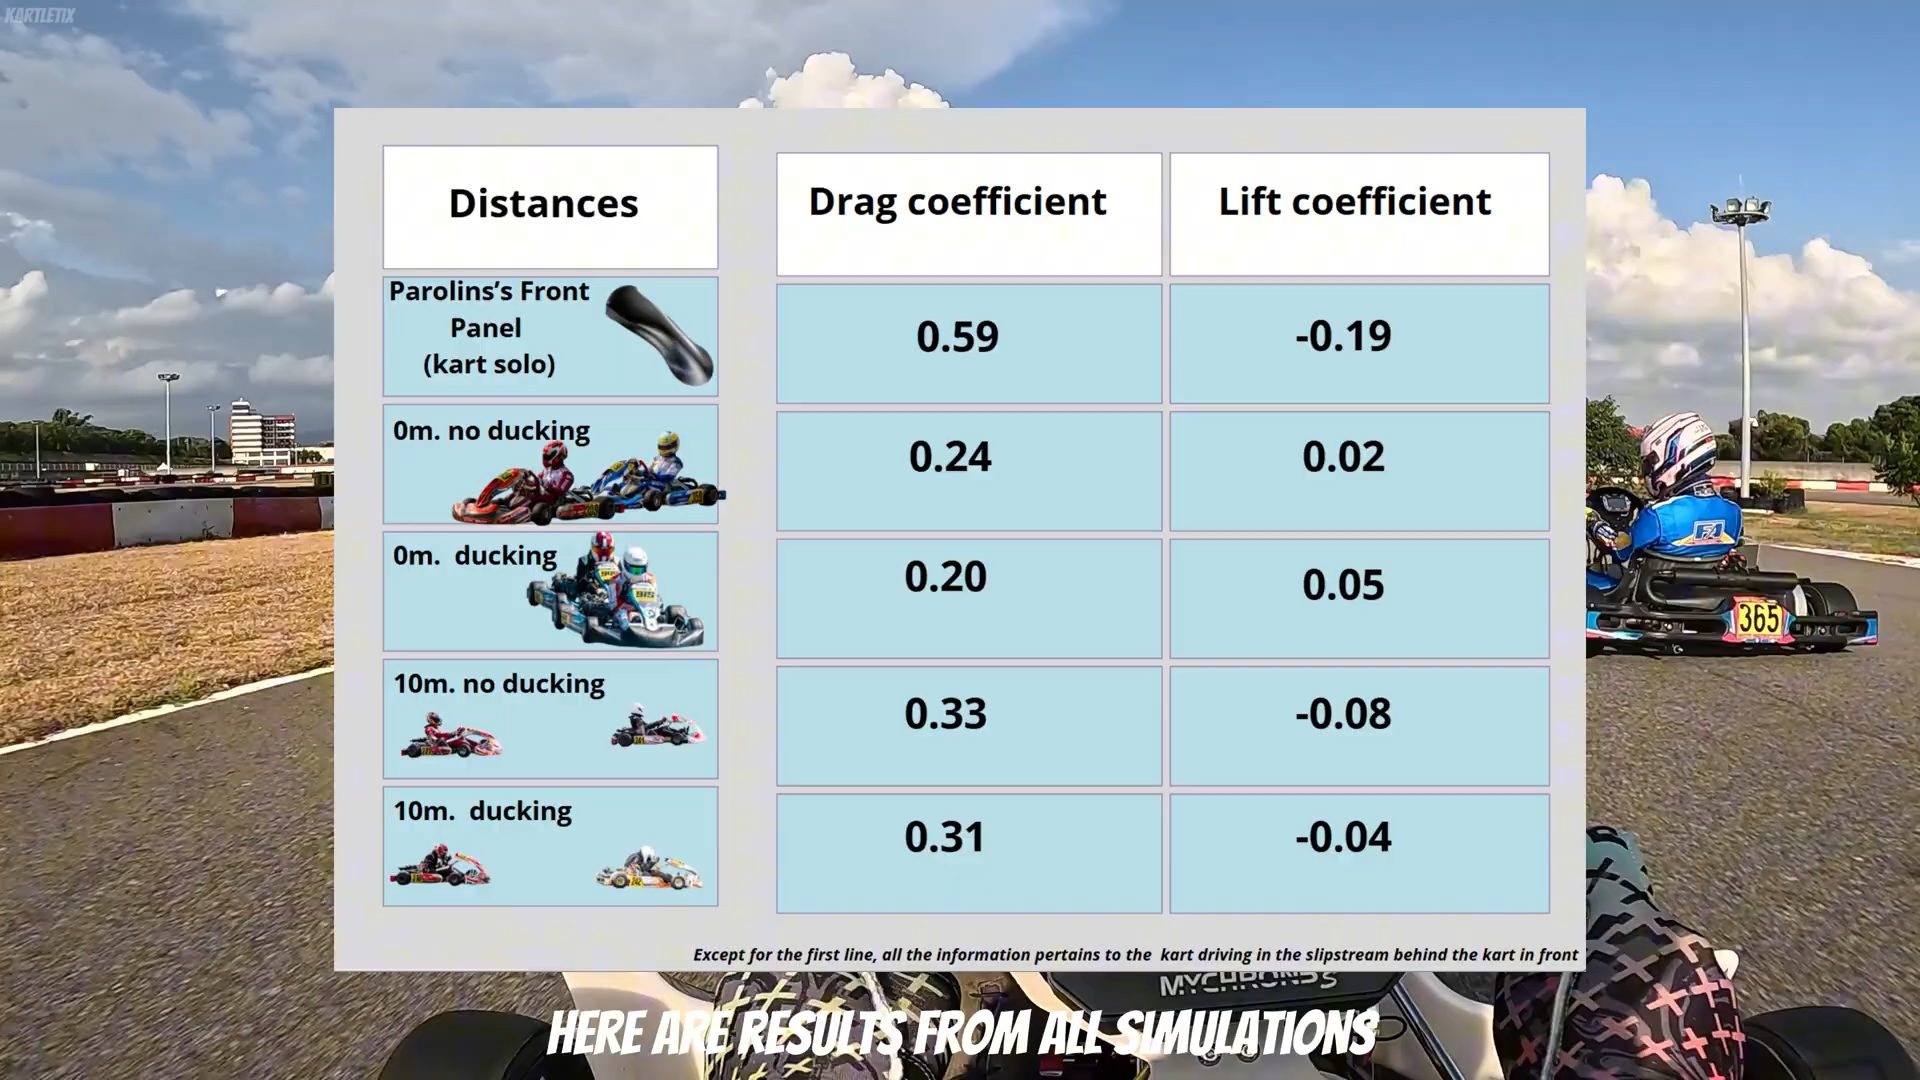 KARTLETIX
Distances
Drag coefficient
Lift coefficient
Parolins’s Front
Panel
(kart solo)
0.59
-0.19
0m. no ducking
0.24
0.02
0m. ducking
0.20
0.05
10m. no ducking
0.33
-0.08
10m. ducking
0.31
-0.04
Except for the first line, all the information pertains to the kart driving in the slipstream behind the kart in front
365
MYCHRON5 S
HERE ARE RESULTS FROM ALL SIMULATIONS